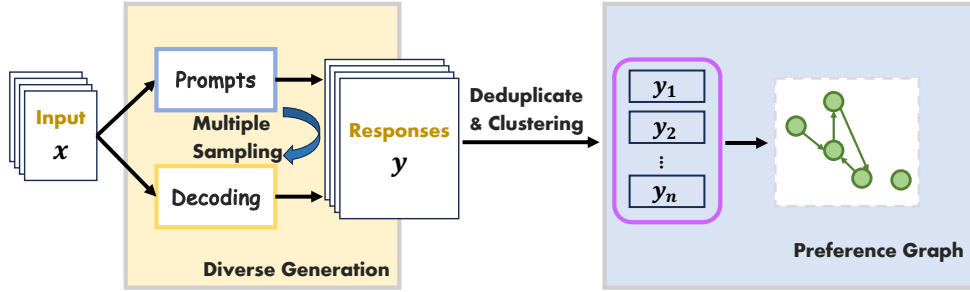 Input
x
Prompts
Multiple
Sampling
Decoding
Diverse Generation
Responses
y
Deduplicate
& Clustering
y₁
y₂
⋮
yₙ
Preference Graph